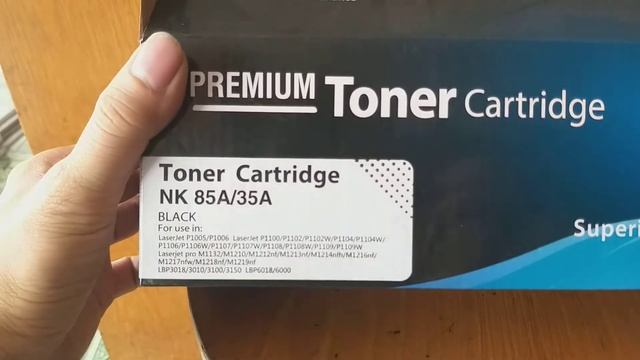 PREMIUM Toner Cartridge
Toner Cartridge
NK 85A/35A
BLACK
For use in:
LaserJet P1005/P1006 LaserJet P1100/P1102/P1102W/P1104/P1104W/
P1106/P1106W/P1107/P1107W/P1108/P1108W/P1109/P1109W
Laserjet pro M1132/M1210/M1212nf/M1213nf/M1214nfh/M1216nf/
M1217nfw/M1218nf/M1219nf
LBP3018/3010/3100/3150 LBP6018/6000
Superi